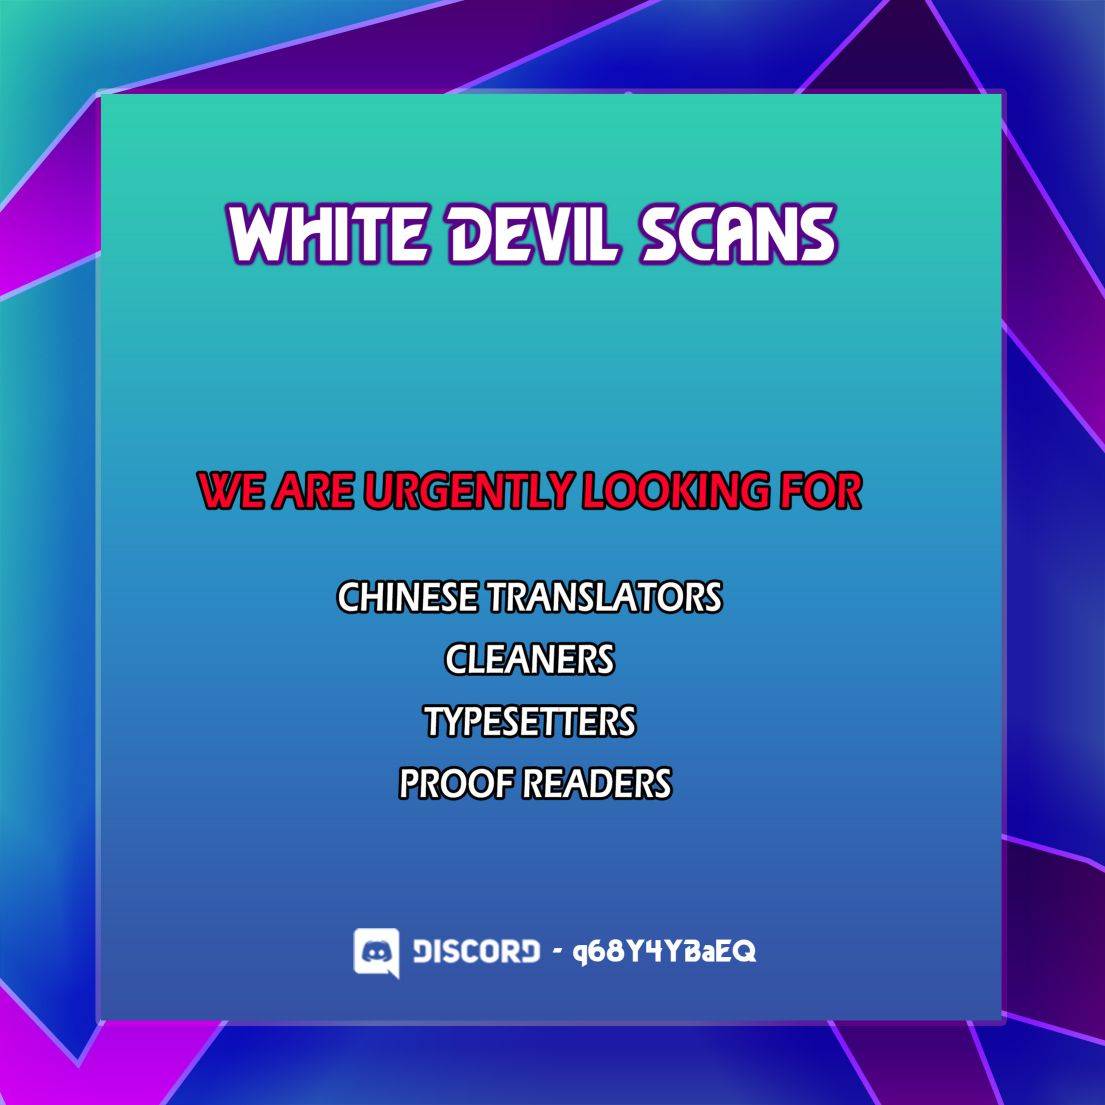 WHITE DEVIL SCANS
WE ARE URGENTLY LOOKING FOR
CHINESE TRANSLATORS
CLEANERS
TYPESETTERS
PROOF READERS
DISCORD - q68Y4YBaEQ